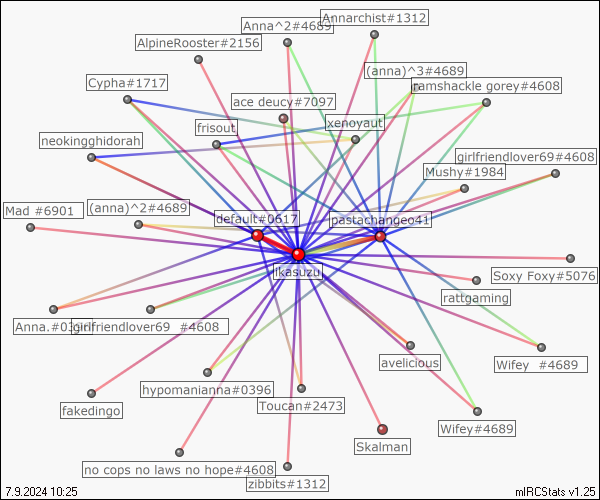 Annarchist#1312
Anna^2#4689
AlpineRooster#2156
(anna)^3#4689
Cypha#1717
ramshackle gorey#4608
ace deucy#7097
xenoyaut
frisout
neokingghidorah
girlfriendlover69#4608
Mushy#1984
Mad #6901
(anna)^2#4689
default#0617
pastachangeo41
ikasuzu
Soxy Foxy#5076
rattgaming
girlfriendlover69 #4608
avelicious
Wifey #4689
hypomanianna#0396
Toucan#2473
fakedingo
Wifey#4689
Skalman
no cops no laws no hope#4608
zibbits#1312
7.9.2024 10:25
mIRCStats v1.25